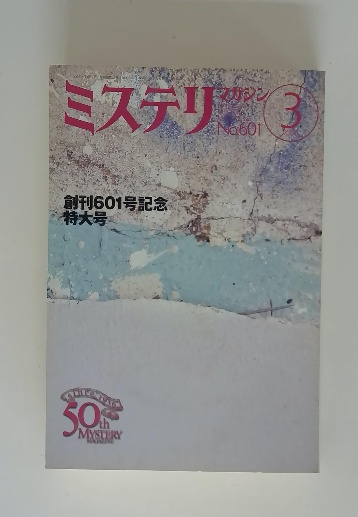 ミステリマガジン 3
No.601
創刊601号記念
特大号
50th
MYSTERY
MAGAZINE